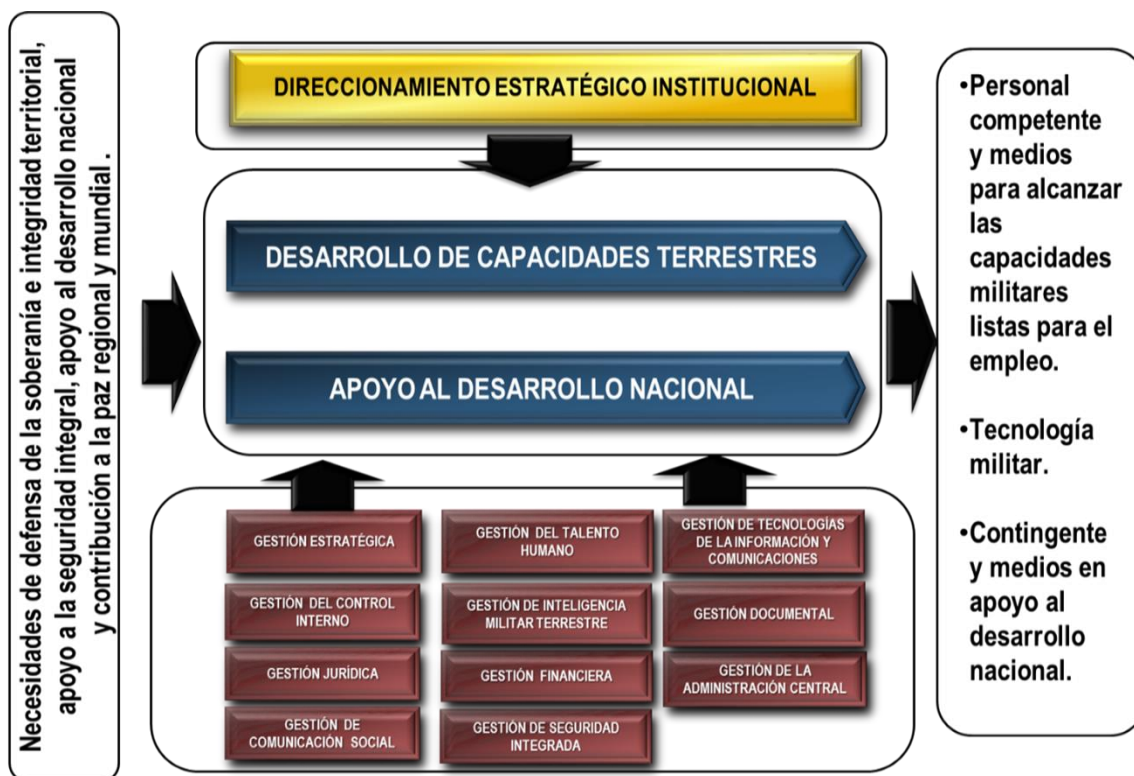 Necesidades de defensa de la soberanía e integridad territorial,
apoyo a la seguridad integral, apoyo al desarrollo nacional
y contribución a la paz regional y mundial.
DIRECCIONAMIENTO ESTRATÉGICO INSTITUCIONAL
DESARROLLO DE CAPACIDADES TERRESTRES
APOYO AL DESARROLLO NACIONAL
GESTIÓN ESTRATÉGICA
GESTIÓN DEL CONTROL
INTERNO
GESTIÓN JURÍDICA
GESTIÓN DE
COMUNICACIÓN SOCIAL
GESTIÓN DEL TALENTO
HUMANO
GESTIÓN DE INTELIGENCIA
MILITAR TERRESTRE
GESTIÓN FINANCIERA
GESTIÓN DE SEGURIDAD
INTEGRADA
GESTIÓN DE TECNOLOGÍAS
DE LA INFORMACIÓN Y
COMUNICACIONES
GESTIÓN DOCUMENTAL
GESTIÓN DE LA
ADMINISTRACIÓN CENTRAL
•Personal
competente
y medios
para alcanzar
las
capacidades
militares
listas para el
empleo.
•Tecnología
militar.
•Contingente
y medios en
apoyo al
desarrollo
nacional.